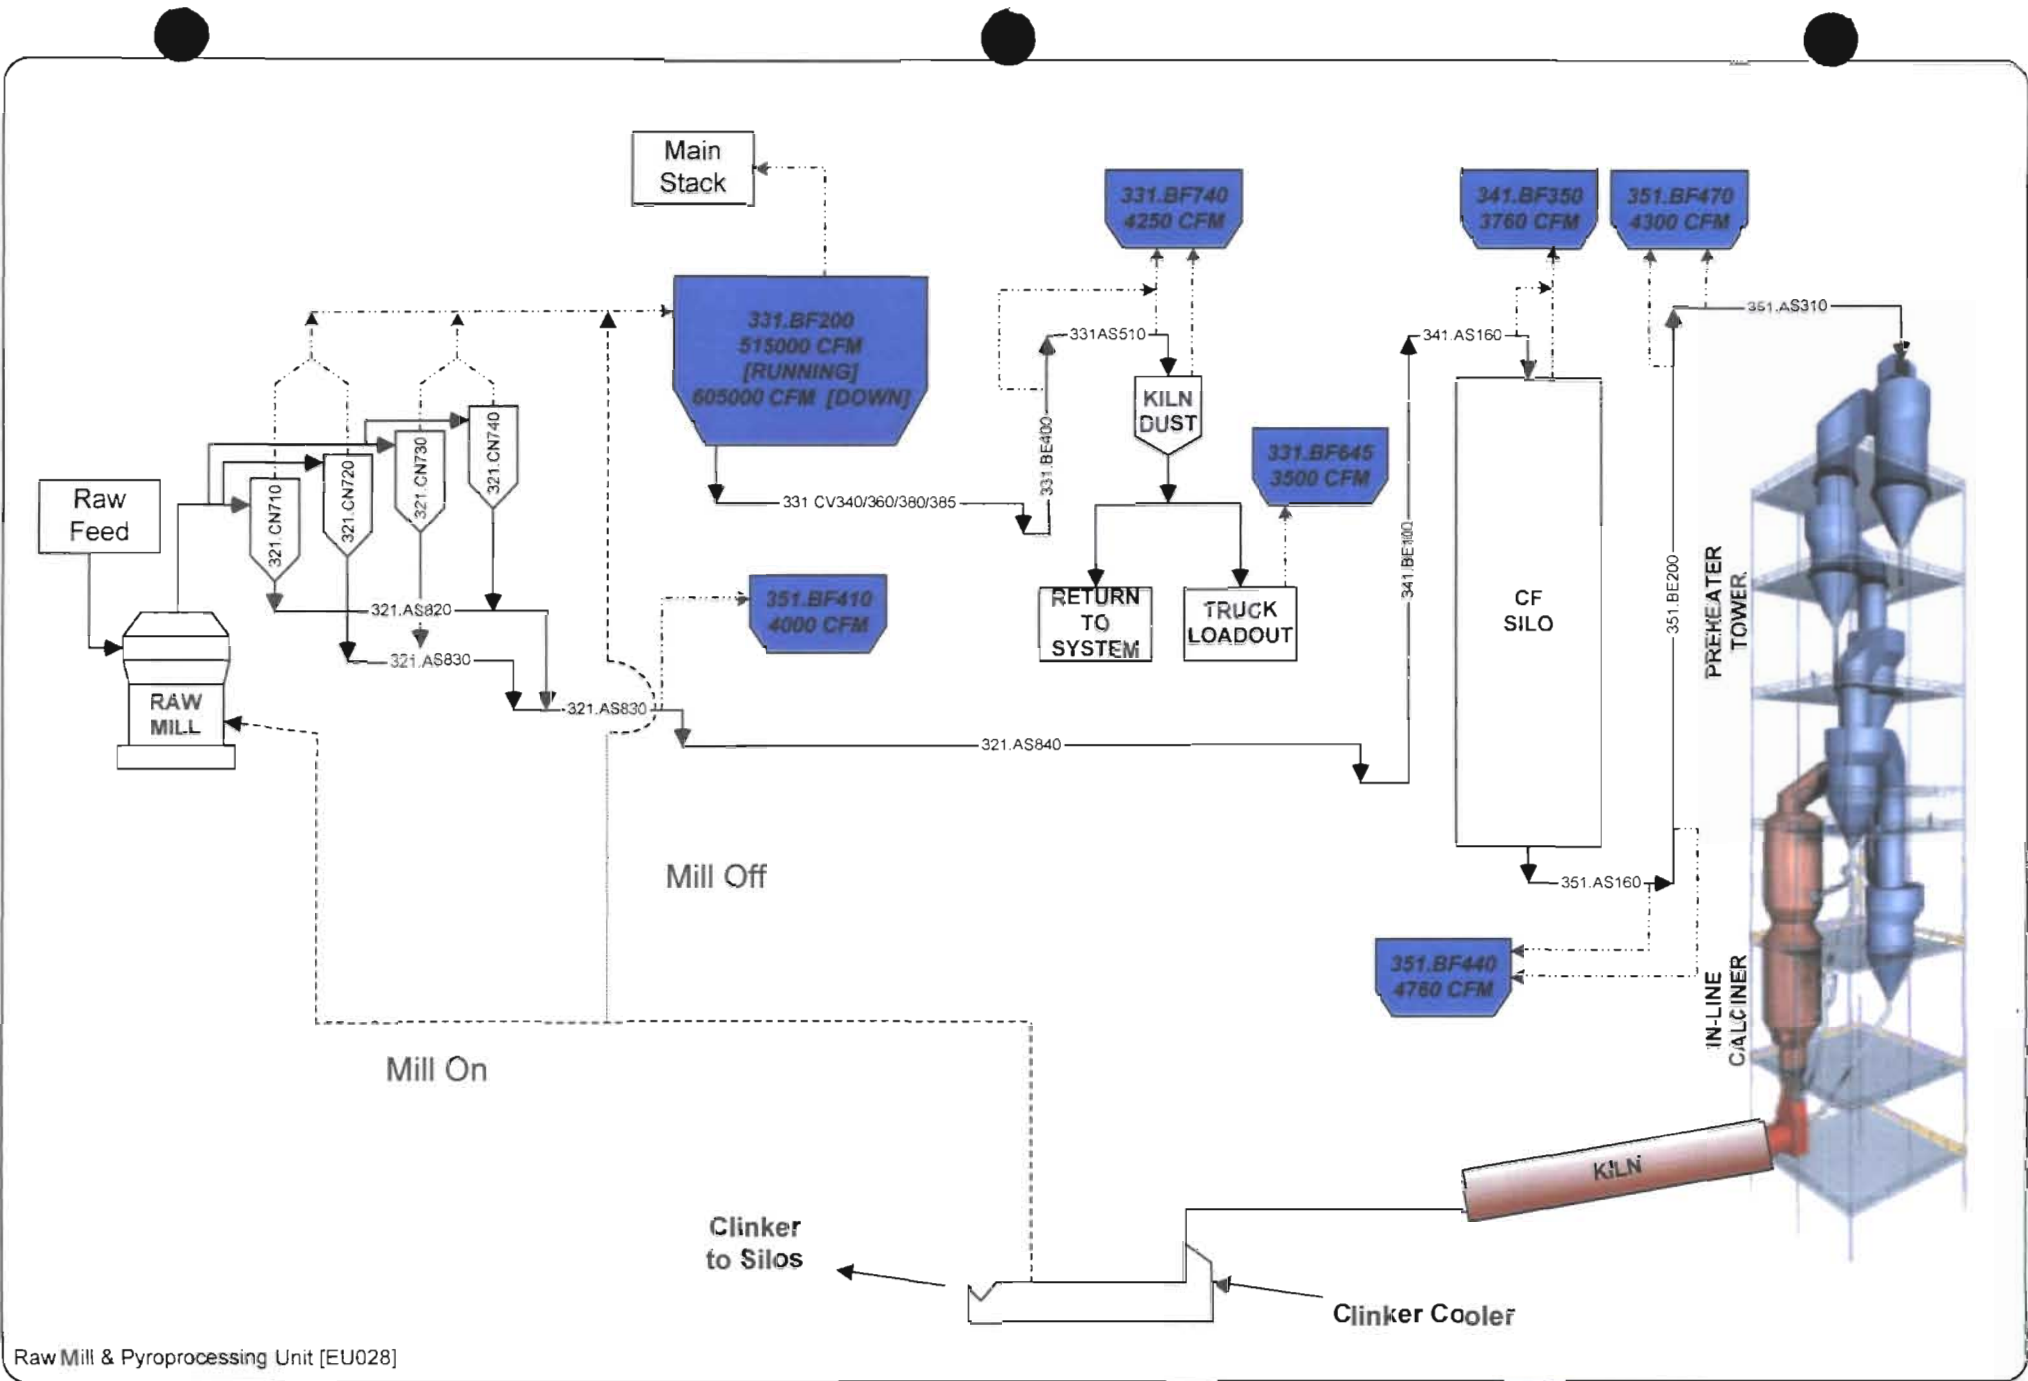 Main
Stack
331.BF740
4250 CFM
341.BF350
3760 CFM
351.BF470
4300 CFM
331.BF200
515000 CFM
[RUNNING]
605000 CFM [DOWN]
331AS510
341.AS160
351.AS310
KILN
DUST
331.BE400
331.BF645
3500 CFM
Raw
Feed
321.CN710
321.CN720
321.CN730
321.CN740
331 CV340/360/380/385
341.BE100
351.BE200
PREHEATER
TOWER
351.BF410
4000 CFM
RETURN
TO
SYSTEM
TRUCK
LOADOUT
CF
SILO
321.AS820
321.AS830
321.AS830
321.AS840
RAW
MILL
Mill Off
351.AS160
351.BF440
4760 CFM
IN-LINE
CALCINER
Mill On
KILN
Clinker
to Silos
Clinker Cooler
Raw Mill & Pyroprocessing Unit [EU028]